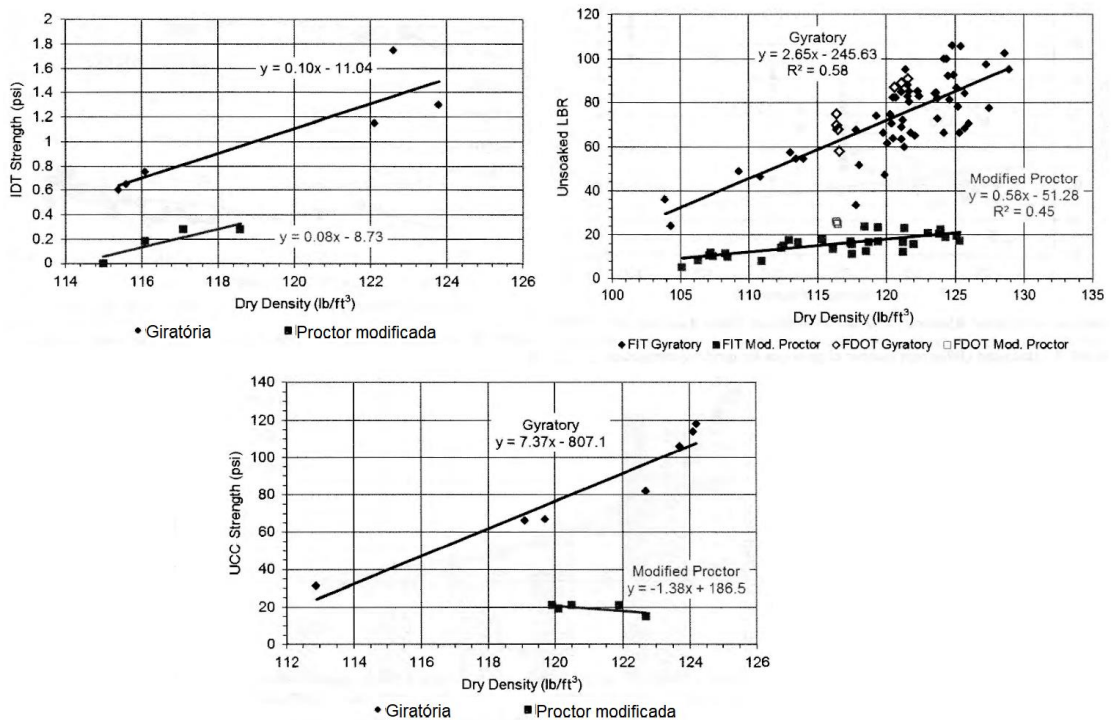 2
1.8
1.6
1.4
1.2
1
0.8
0.6
0.4
0.2
0
IDT Strength (psi)
y = 0.10x - 11.04
y = 0.08x - 8.73
114 116 118 120 122 124 126
Dry Density (lb/ft³)
Giratória Proctor modificada
120
100
80
60
40
20
0
Unsoaked LBR
Gyratory
y = 2.65x - 245.63
R² = 0.58
Modified Proctor
y = 0.58x - 51.28
R² = 0.45
100 105 110 115 120 125 130 135
Dry Density (lb/ft³)
FIT Gyratory FIT Mod. Proctor FDOT Gyratory FDOT Mod. Proctor
140
120
100
80
60
40
20
0
UCC Strength (psi)
Gyratory
y = 7.37x - 807.1
Modified Proctor
y = -1.38x + 186.5
112 114 116 118 120 122 124 126
Dry Density (lb/ft³)
Giratória Proctor modificada